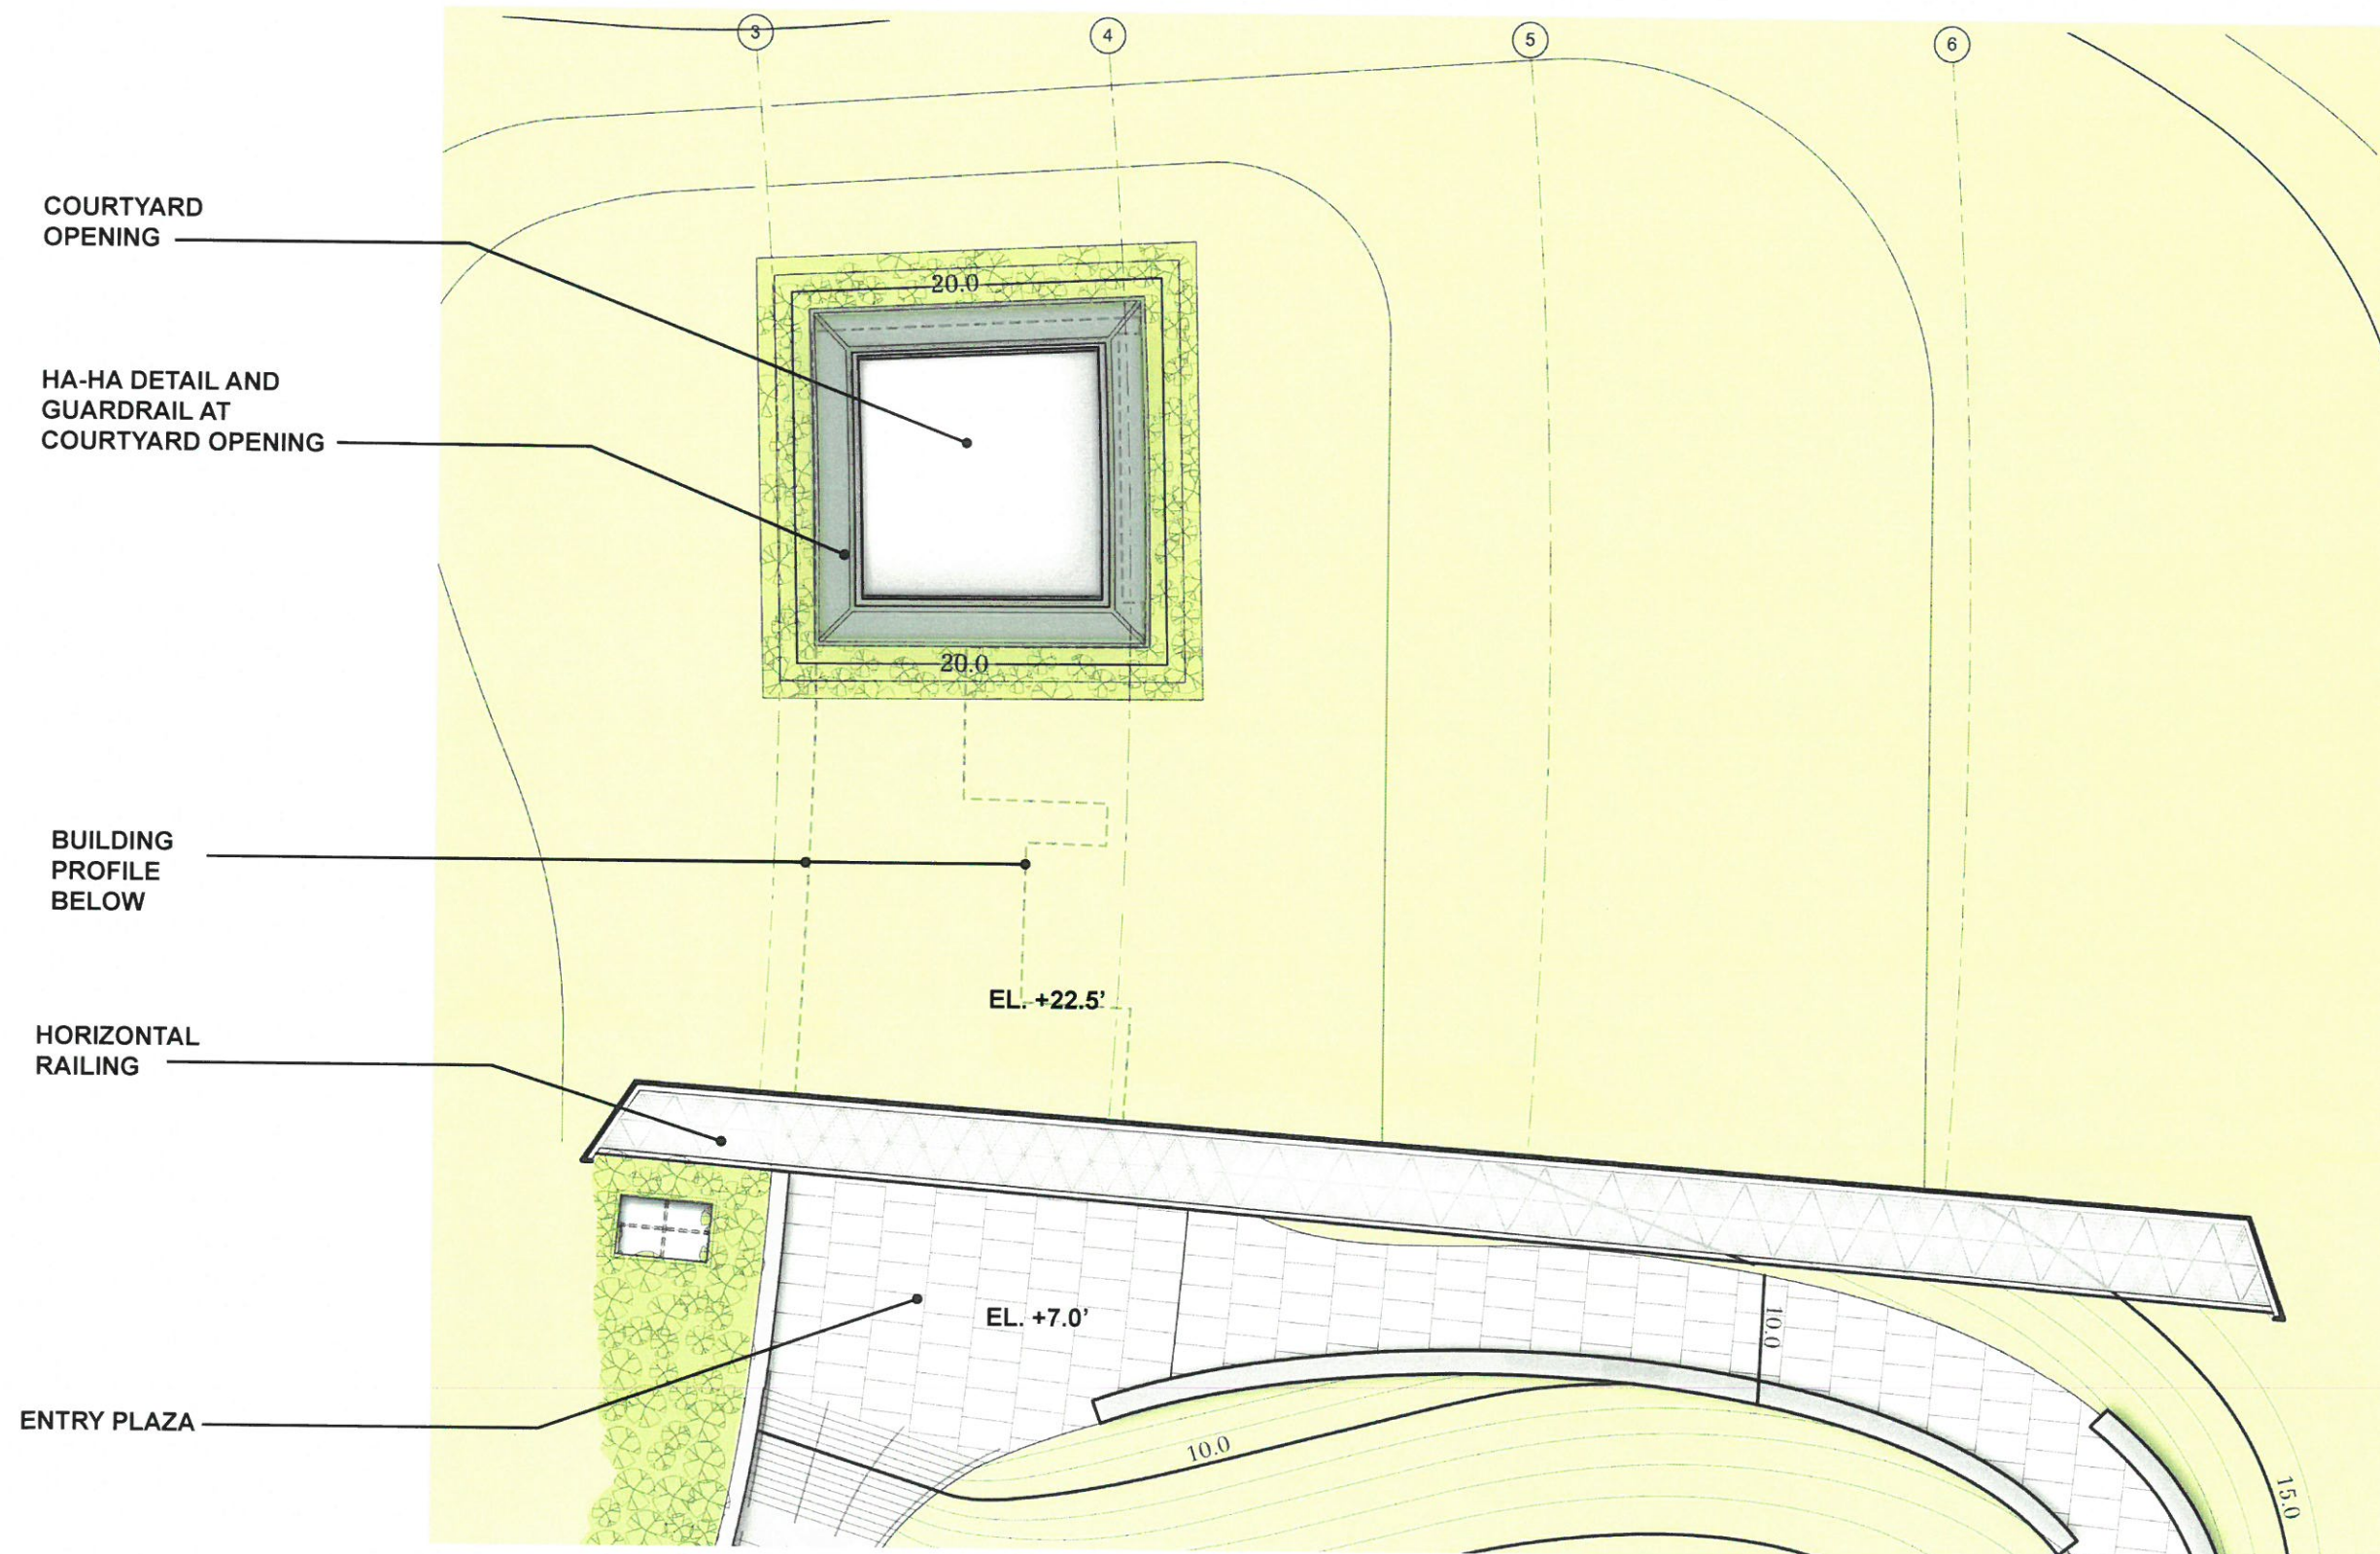 3
4
5
6
COURTYARD
OPENING
20.0
HA-HA DETAIL AND
GUARDRAIL AT
COURTYARD OPENING
20.0
BUILDING
PROFILE
BELOW
EL. +22.5’
HORIZONTAL
RAILING
EL. +7.0’
10.0
ENTRY PLAZA
10.0
15.0